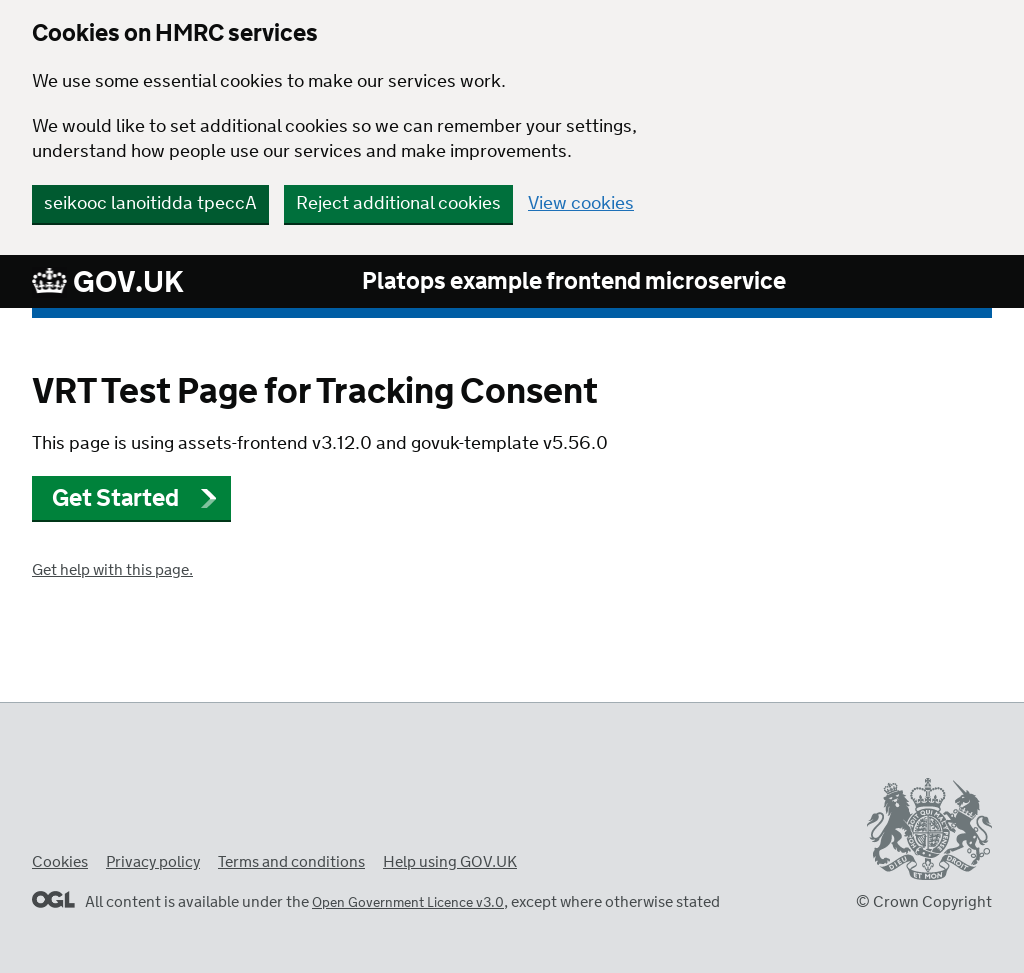 Cookies on HMRC services
We use some essential cookies to make our services work.
We would like to set additional cookies so we can remember your settings,
understand how people use our services and make improvements.
seikooc lanoitidda tpeccA Reject additional cookies View cookies
GOV.UK Platops example frontend microservice
VRT Test Page for Tracking Consent
This page is using assets-frontend v3.12.0 and govuk-template v5.56.0
Get Started
Get help with this page.
Cookies Privacy policy Terms and conditions Help using GOV.UK
OGL All content is available under the Open Government Licence v3.0, except where otherwise stated
© Crown Copyright